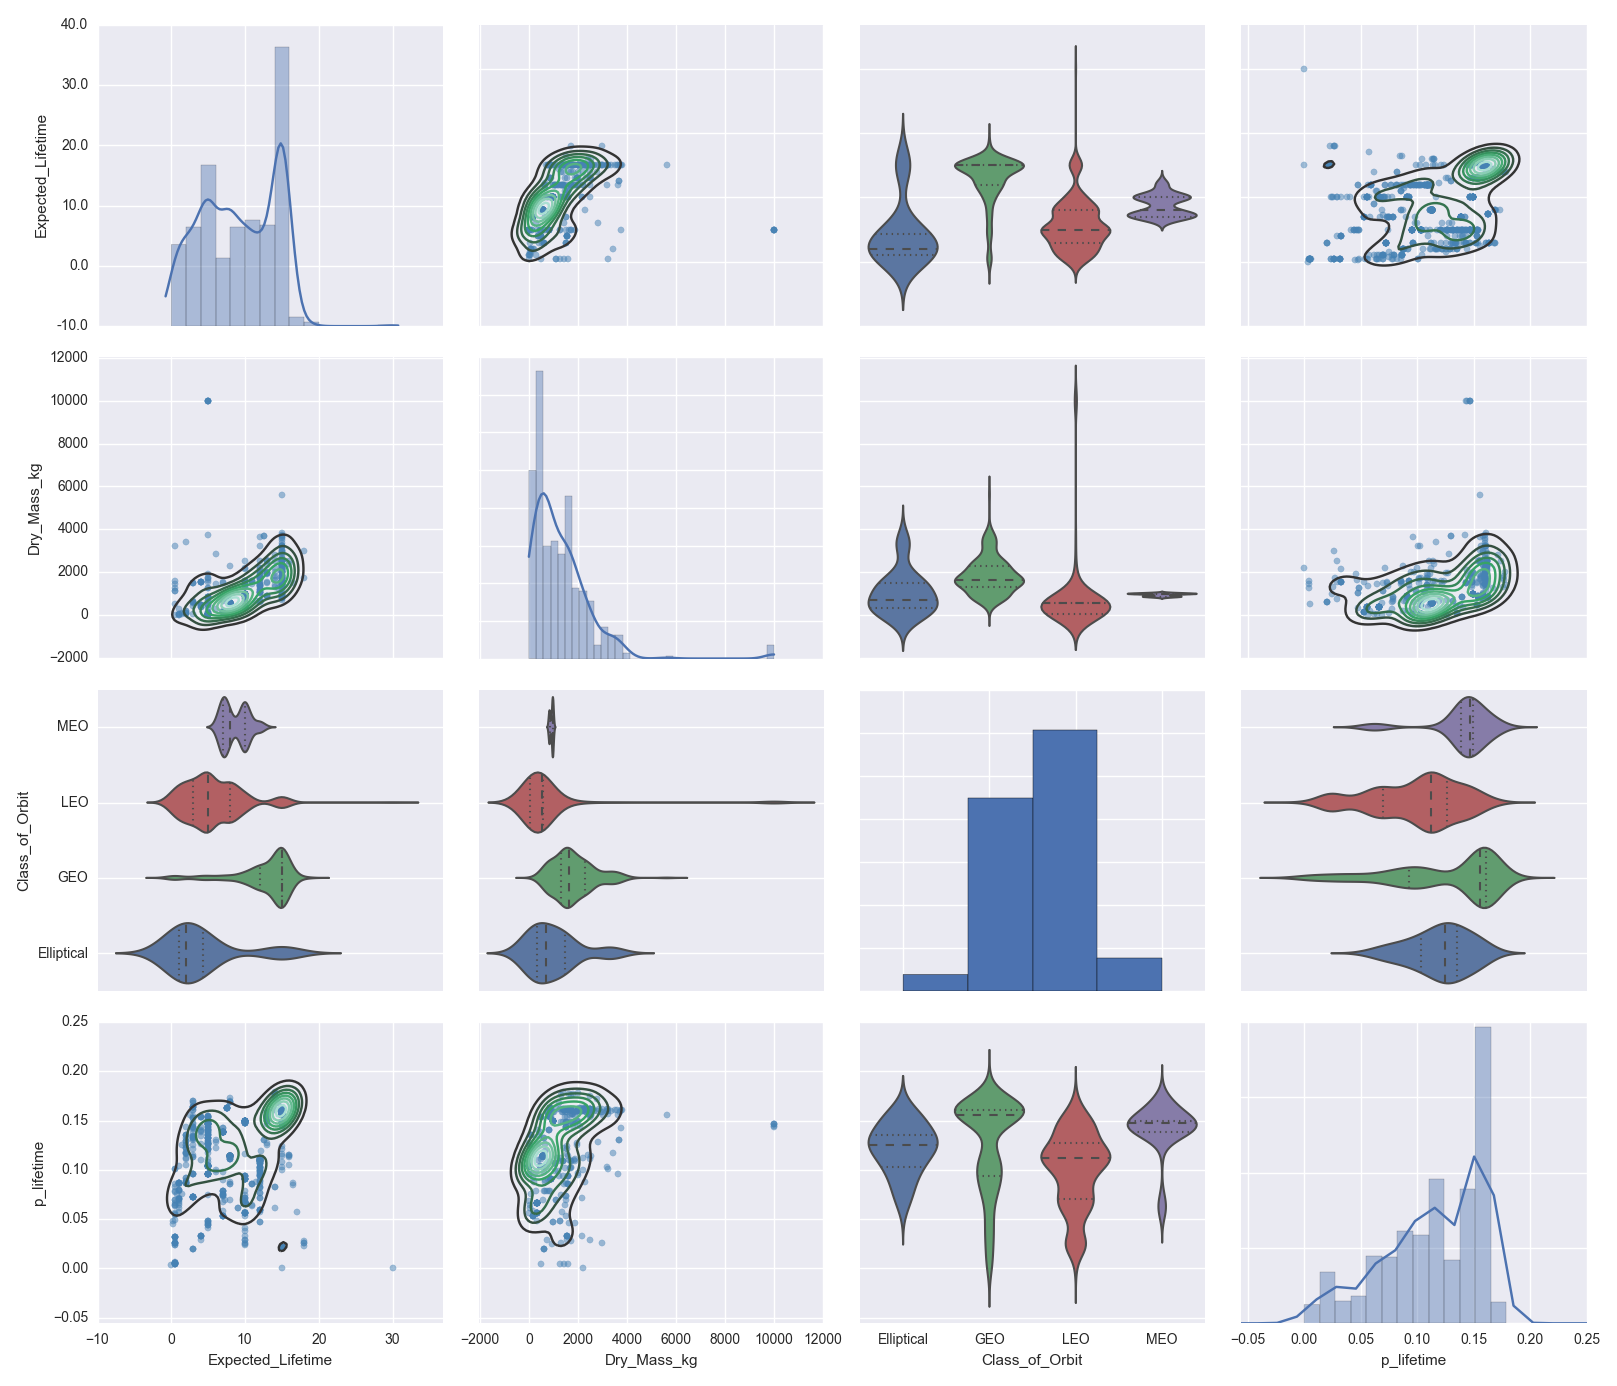 40.0
30.0
20.0
10.0
0.0
-10.0
Expected_Lifetime
12000
10000
8000
6000
4000
2000
0
−2000
Dry_Mass_kg
MEO
LEO
GEO
Elliptical
Class_of_Orbit
0.25
0.20
0.15
0.10
0.05
0.00
−0.05
p_lifetime
−10 0 10 20 30
−2000 0 2000 4000 6000 8000 10000 12000
Elliptical GEO LEO MEO
−0.05 0.00 0.05 0.10 0.15 0.20 0.25
Expected_Lifetime
Dry_Mass_kg
Class_of_Orbit
p_lifetime